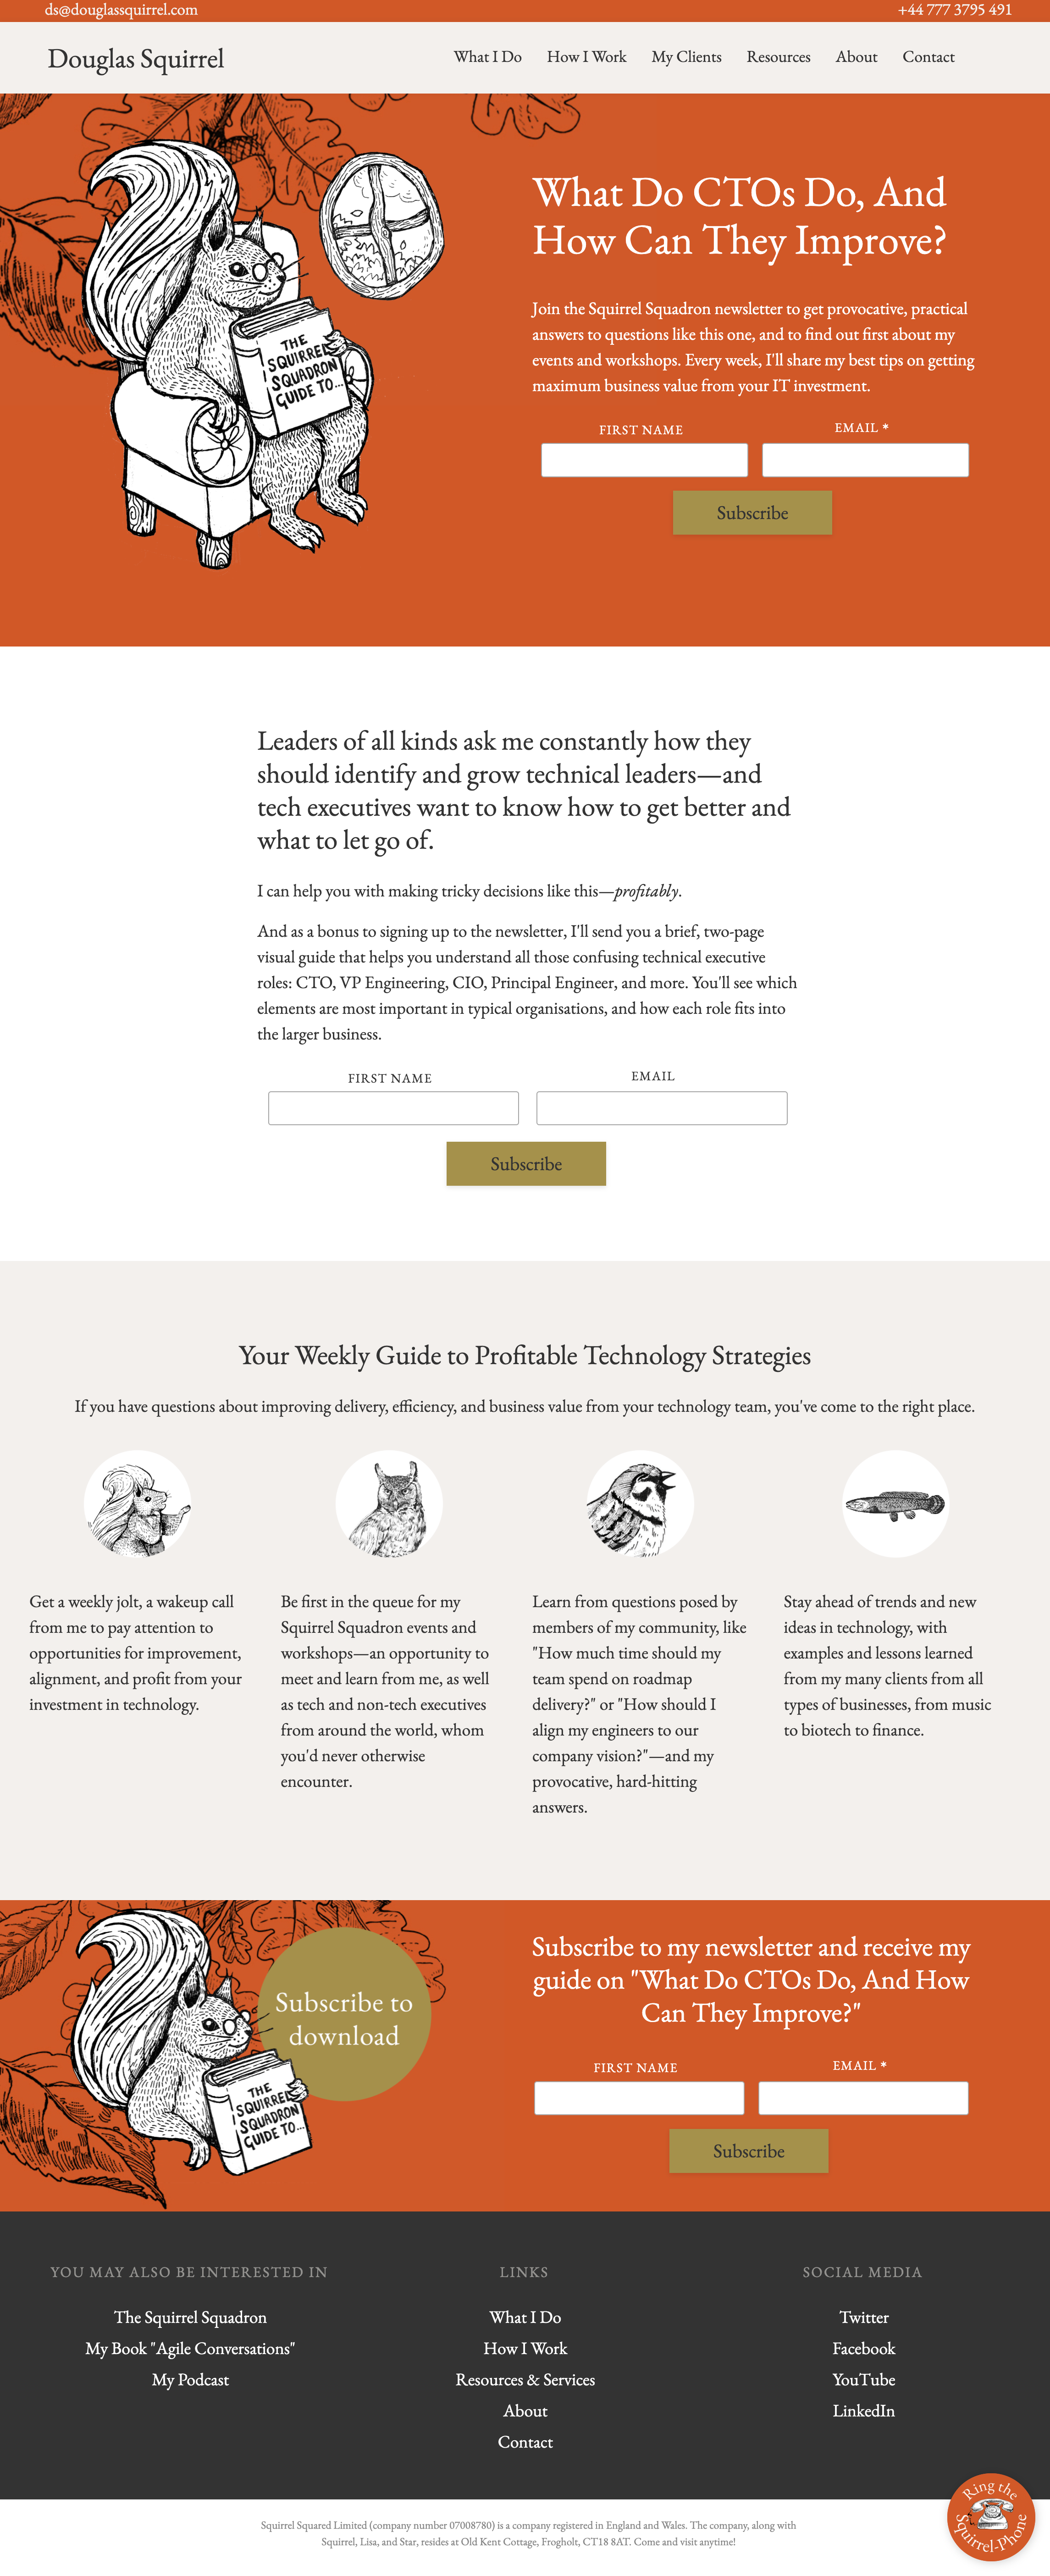 ds@douglassquirrel.com
+44 777 3795 491
Douglas Squirrel
What I Do
How I Work
My Clients
Resources
About
Contact
THE
SQUIRREL
SQUADRON
GUIDE TO...
What Do CTOs Do, And
How Can They Improve?
Join the Squirrel Squadron newsletter to get provocative, practical
answers to questions like this one, and to find out first about my
events and workshops. Every week, I'll share my best tips on getting
maximum business value from your IT investment.
FIRST NAME
EMAIL *
Subscribe
Leaders of all kinds ask me constantly how they
should identify and grow technical leaders—and
tech executives want to know how to get better and
what to let go of.
I can help you with making tricky decisions like this—profitably.
And as a bonus to signing up to the newsletter, I'll send you a brief, two-page
visual guide that helps you understand all those confusing technical executive
roles: CTO, VP Engineering, CIO, Principal Engineer, and more. You'll see which
elements are most important in typical organisations, and how each role fits into
the larger business.
FIRST NAME
EMAIL
Subscribe
Your Weekly Guide to Profitable Technology Strategies
If you have questions about improving delivery, efficiency, and business value from your technology team, you've come to the right place.
Get a weekly jolt, a wakeup call
from me to pay attention to
opportunities for improvement,
alignment, and profit from your
investment in technology.
Be first in the queue for my
Squirrel Squadron events and
workshops—an opportunity to
meet and learn from me, as well
as tech and non-tech executives
from around the world, whom
you'd never otherwise
encounter.
Learn from questions posed by
members of my community, like
"How much time should my
team spend on roadmap
delivery?" or "How should I
align my engineers to our
company vision?"—and my
provocative, hard-hitting
answers.
Stay ahead of trends and new
ideas in technology, with
examples and lessons learned
from my many clients from all
types of businesses, from music
to biotech to finance.
Subscribe to
download
THE
SQUIRREL
SQUADRON
GUIDE TO...
Subscribe to my newsletter and receive my
guide on "What Do CTOs Do, And How
Can They Improve?"
FIRST NAME
EMAIL *
Subscribe
YOU MAY ALSO BE INTERESTED IN
The Squirrel Squadron
My Book "Agile Conversations"
My Podcast
LINKS
What I Do
How I Work
Resources & Services
About
Contact
SOCIAL MEDIA
Twitter
Facebook
YouTube
LinkedIn
Ring the
Squirrel-Phone
Squirrel Squared Limited (company number 07008780) is a company registered in England and Wales. The company, along with
Squirrel, Lisa, and Star, resides at Old Kent Cottage, Frogholt, CT18 8AT. Come and visit anytime!